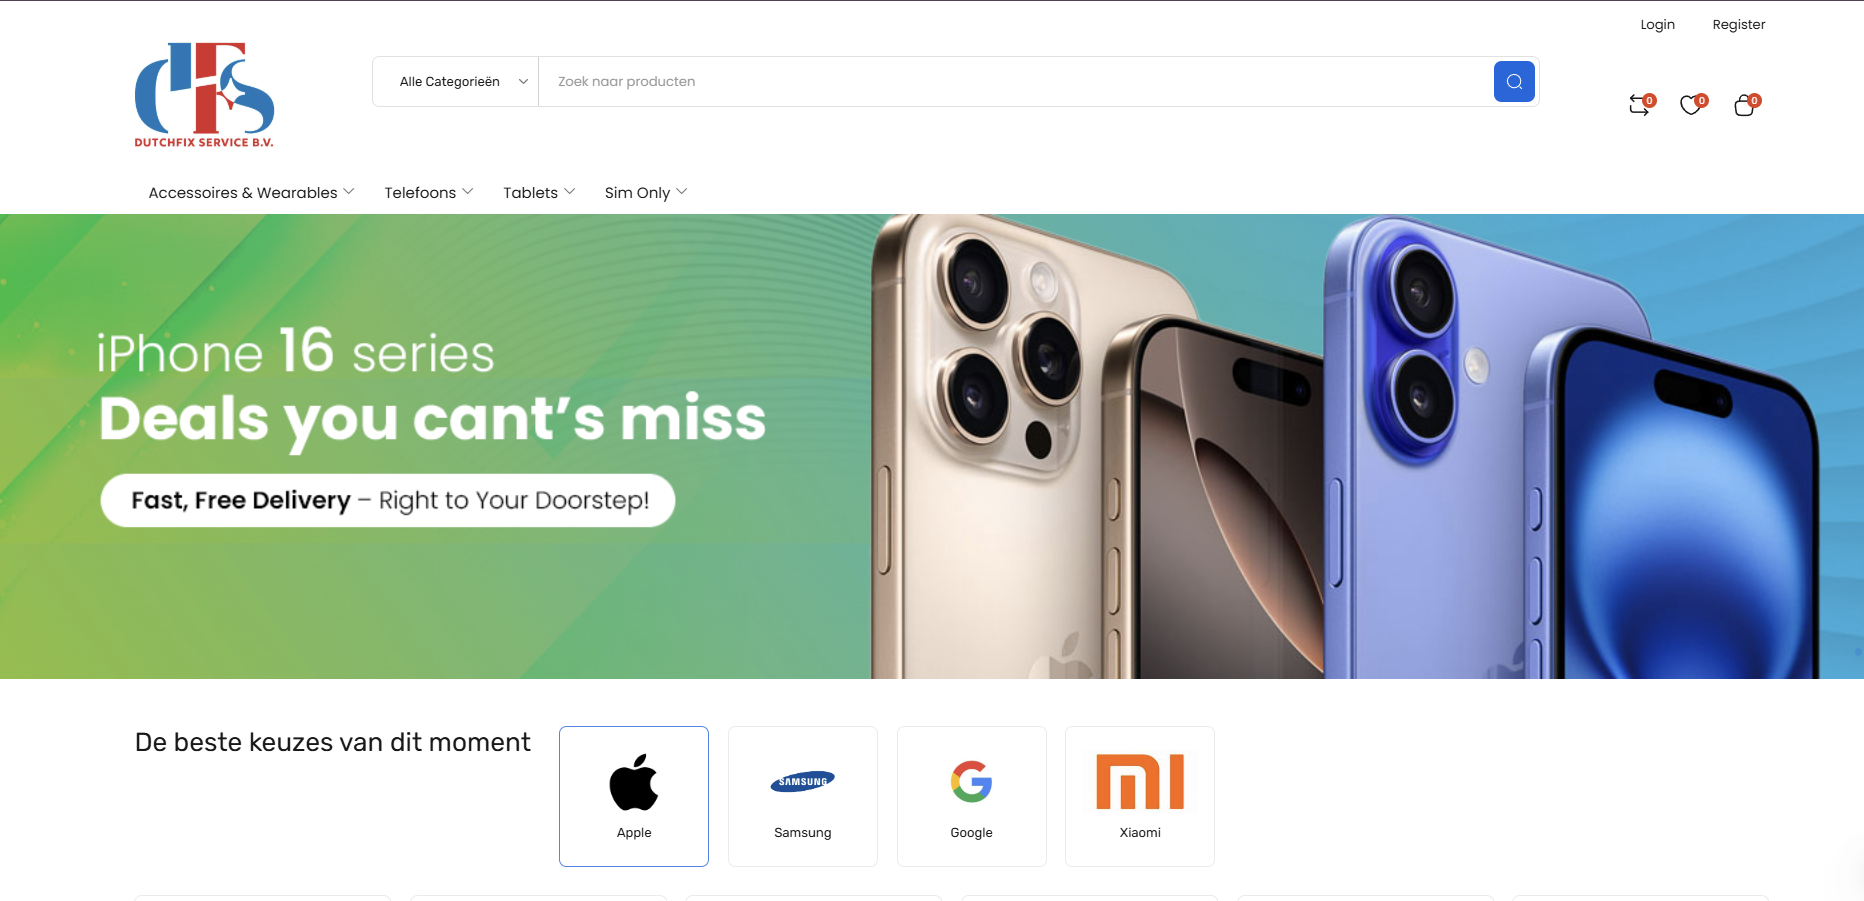 Login Register
DUTCHFIX SERVICE B.V.
Alle Categorieën Zoek naar producten
0 0 0
Accessoires & Wearables Telefoons Tablets Sim Only
iPhone 16 series
Deals you cant’s miss
Fast, Free Delivery – Right to Your Doorstep!
De beste keuzes van dit moment
SAMSUNG
Apple Samsung Google Xiaomi